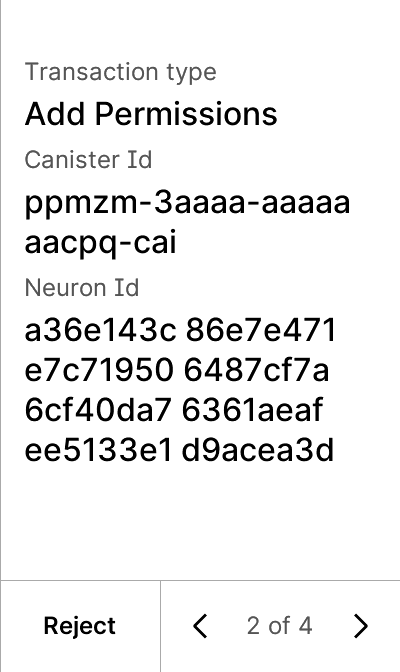 Transaction type
Add Permissions
Canister Id
ppmzm-3aaaa-aaaaa
aacpq-cai
Neuron Id
a36e143c 86e7e471
e7c71950 6487cf7a
6cf40da7 6361aeaf
ee5133e1 d9acea3d
Reject
2 of 4